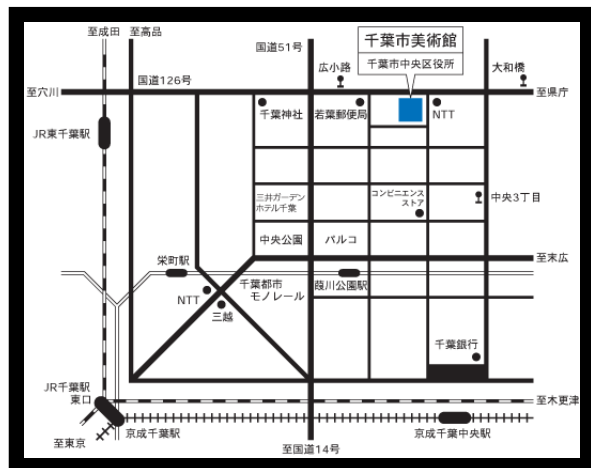 至成田 至高品
国道51号
千葉市美術館
千葉市中央区役所
広小路
大和橋
国道126号
至穴川
至県庁
千葉神社
若葉郵便局
NTT
JR東千葉駅
三井ガーデン
ホテル千葉
コンビニエンス
ストア
中央3丁目
中央公園
パルコ
栄町駅
至末広
千葉都市
モノレール
葭川公園駅
NTT
三越
千葉銀行
JR千葉駅
東口
至木更津
京成千葉駅
京成千葉中央駅
至東京
至国道14号